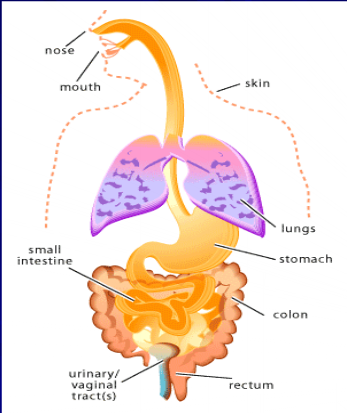 nose
mouth
skin
lungs
small
intestine
stomach
colon
urinary/
vaginal
tract(s)
rectum